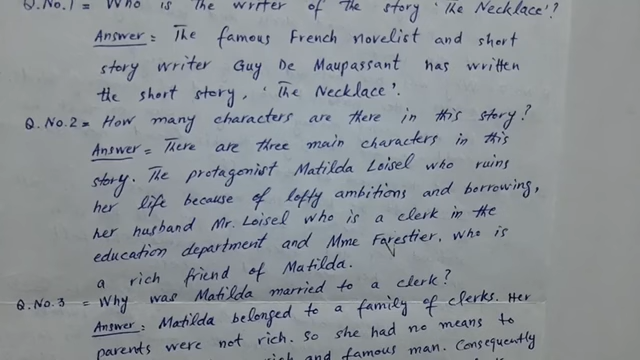 Q.No.1 = Who is the writer of the story 'The Necklace'?
Answer = The famous French novelist and short
story writer Guy De Maupassant has written
the short story, 'The Necklace'.
Q.No.2 = How many characters are there in this story?
Answer = There are three main characters in this
story. The protagonist Matilda Loisel who ruins
her life because of lofty ambitions and borrowing,
her husband Mr. Loisel who is a clerk in the
education department and Mme Forestier, who is
a rich friend of Matilda.
Q.No.3 = Why was Matilda married to a clerk?
Answer: Matilda belonged to a family of clerks. Her
parents were not rich. So she had no means to
rich and famous man. Consequently